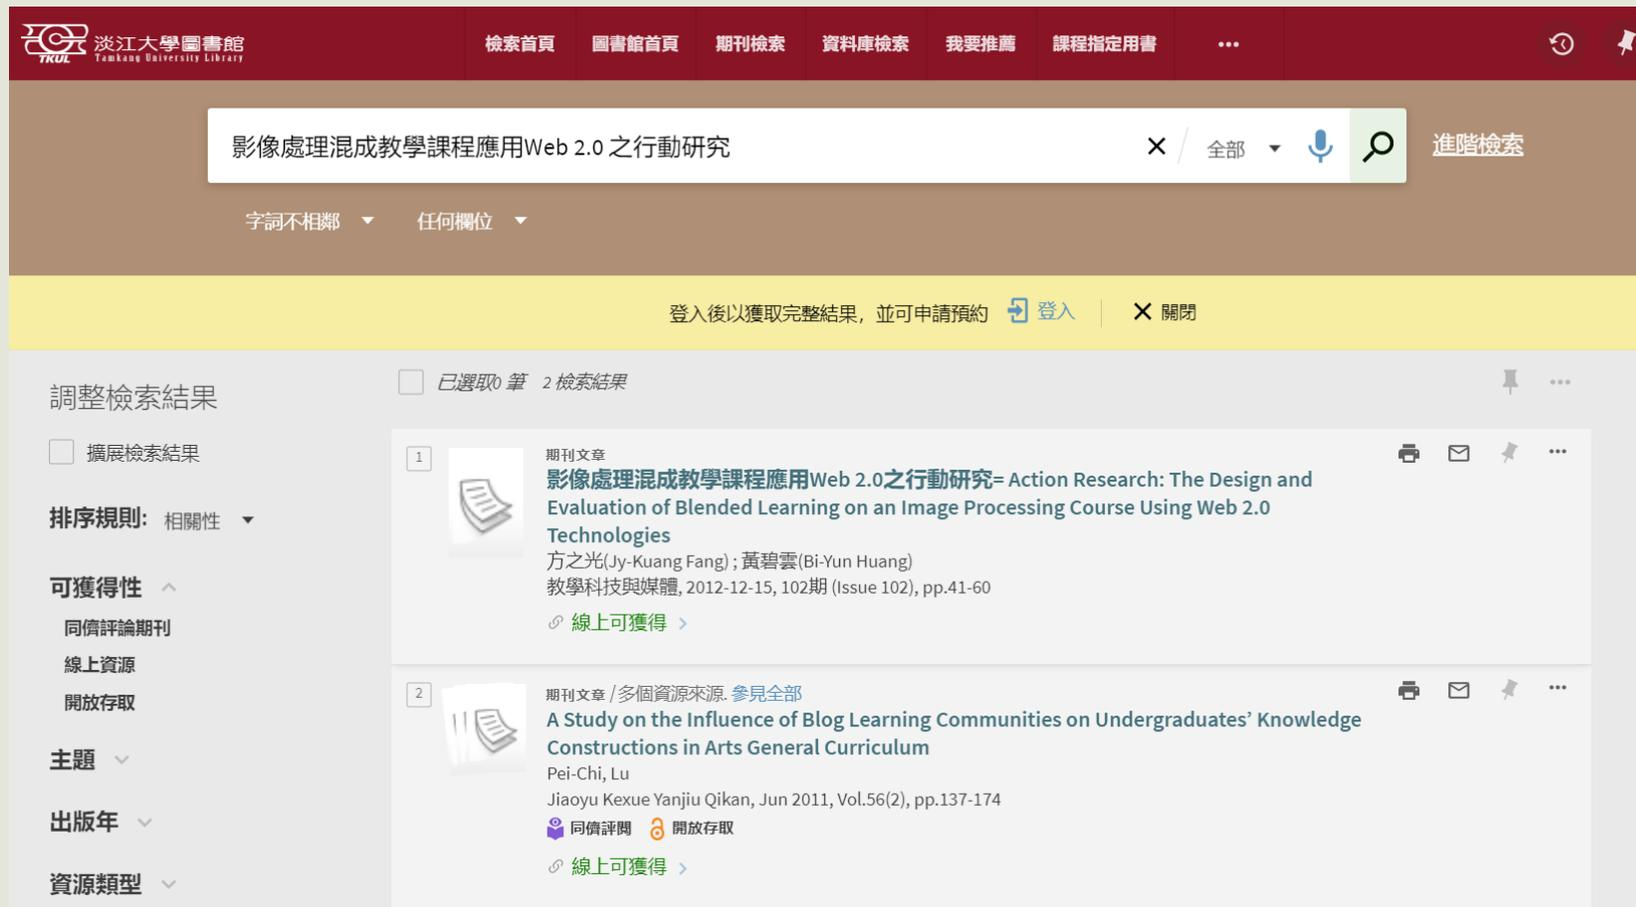 淡江大學圖書館
TKUL Tamkang University Library
檢索首頁 圖書館首頁 期刊檢索 資料庫檢索 我要推薦 課程指定用書 •••
影像處理混成教學課程應用Web 2.0 之行動研究
全部
進階檢索
字詞不相鄰 任何欄位
登入後以獲取完整結果，並可申請預約 登入 關閉
調整檢索結果
擴展檢索結果
排序規則: 相關性
可獲得性
同儕評論期刊
線上資源
開放存取
主題
出版年
資源類型
已選取0 筆 2 檢索結果
1
期刊文章
影像處理混成教學課程應用Web 2.0之行動研究= Action Research: The Design and
Evaluation of Blended Learning on an Image Processing Course Using Web 2.0
Technologies
方之光(Jy-Kuang Fang) ; 黃碧雲(Bi-Yun Huang)
教學科技與媒體, 2012-12-15, 102期 (Issue 102), pp.41-60
線上可獲得
2
期刊文章 / 多個資源來源. 參見全部
A Study on the Influence of Blog Learning Communities on Undergraduates’ Knowledge
Constructions in Arts General Curriculum
Pei-Chi, Lu
Jiaoyu Kexue Yanjiu Qikan, Jun 2011, Vol.56(2), pp.137-174
同儕評閱 開放存取
線上可獲得